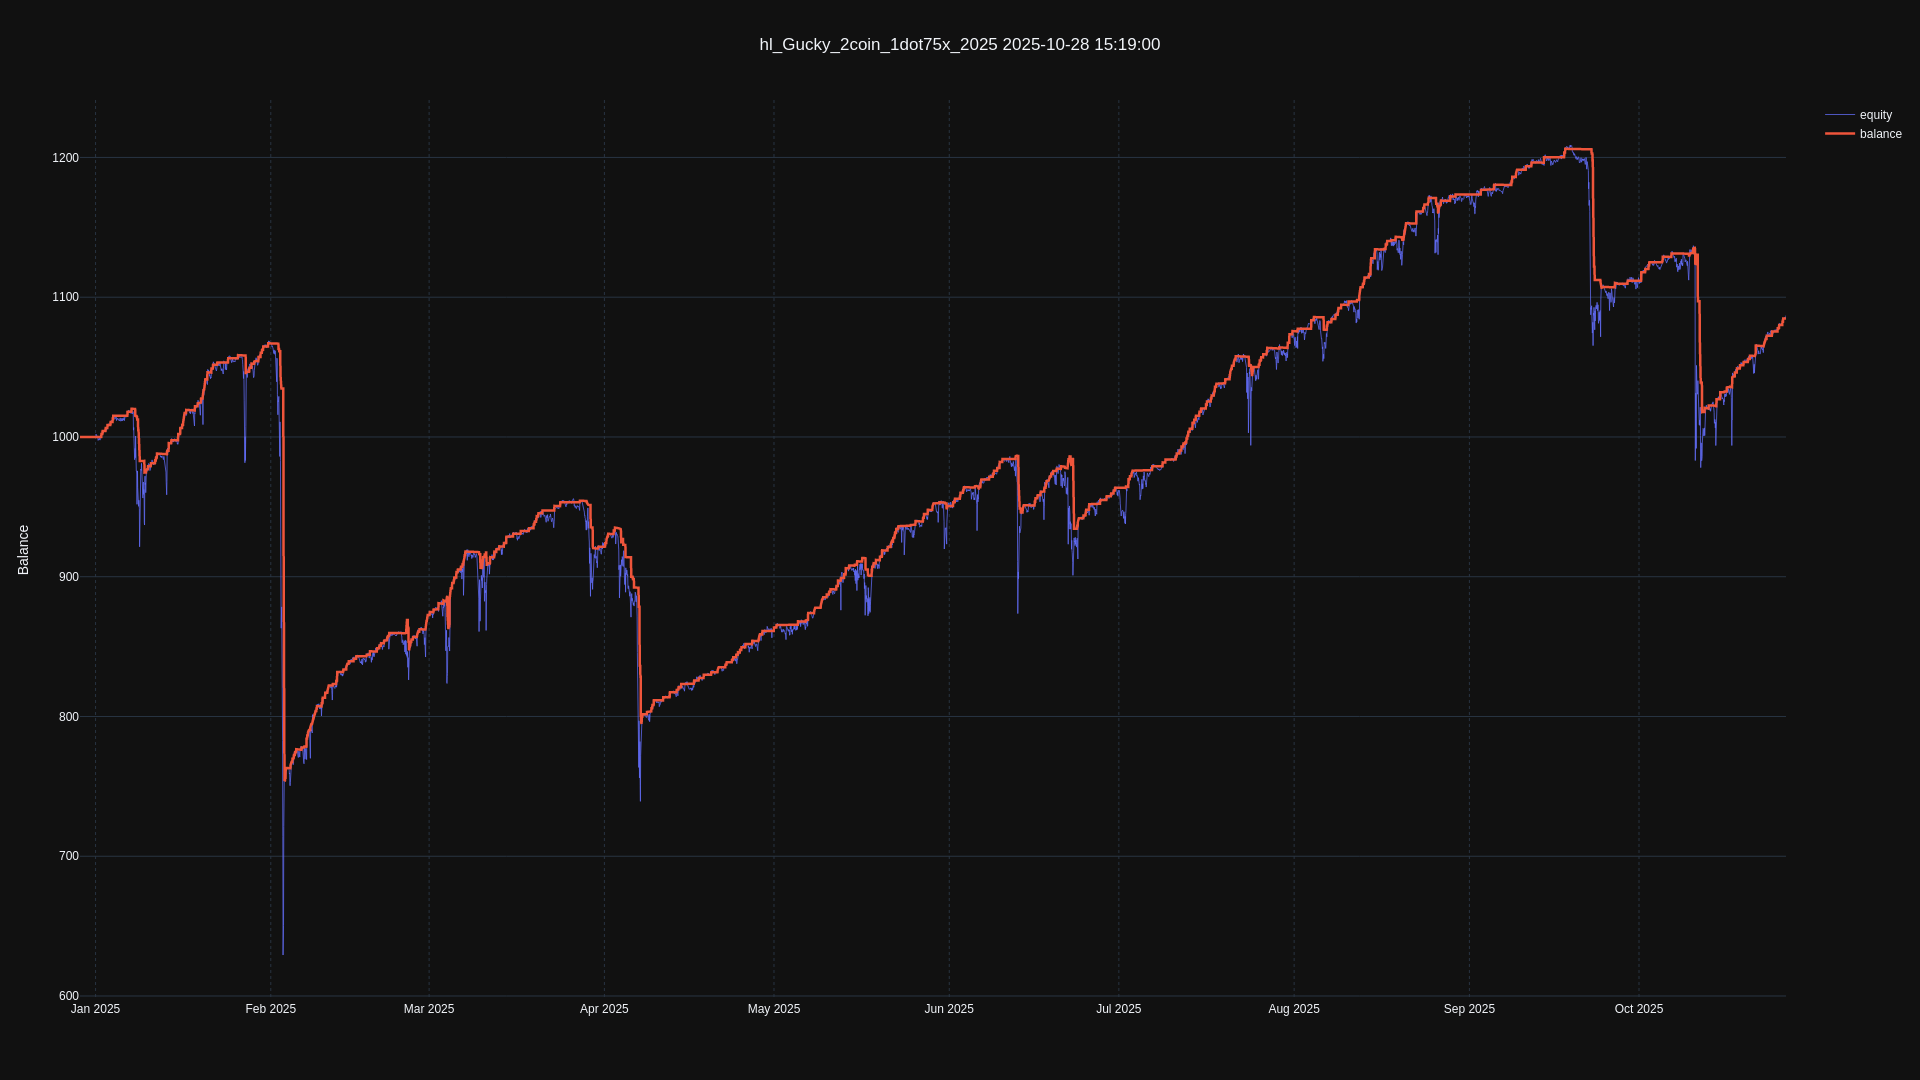 hl_Gucky_2coin_1dot75x_2025 2025-10-28 15:19:00
equity
balance
Balance
1200
1100
1000
900
800
700
600
Jan 2025
Feb 2025
Mar 2025
Apr 2025
May 2025
Jun 2025
Jul 2025
Aug 2025
Sep 2025
Oct 2025